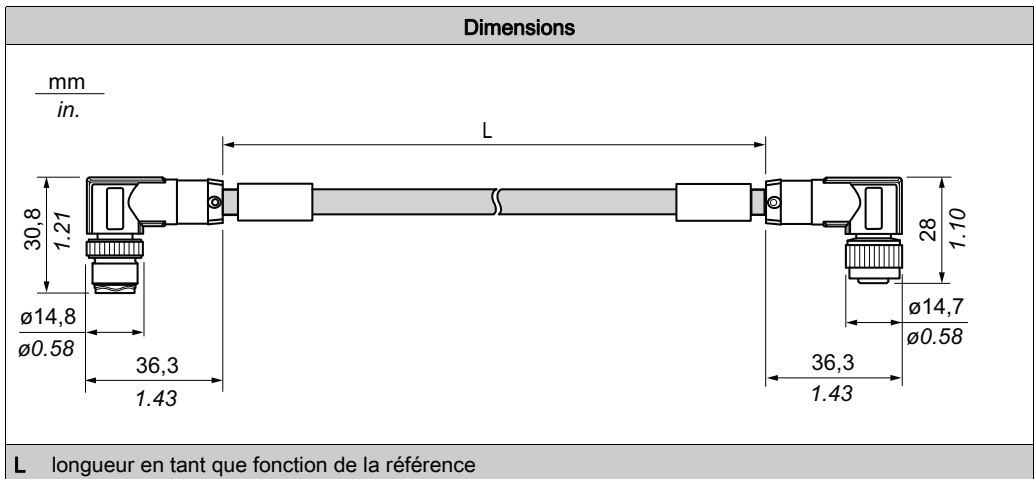 Dimensions
mm
in.
L
30,8
1.21
28
1.10
ø14,8
ø0.58
ø14,7
ø0.58
36,3
1.43
36,3
1.43
L longueur en tant que fonction de la référence